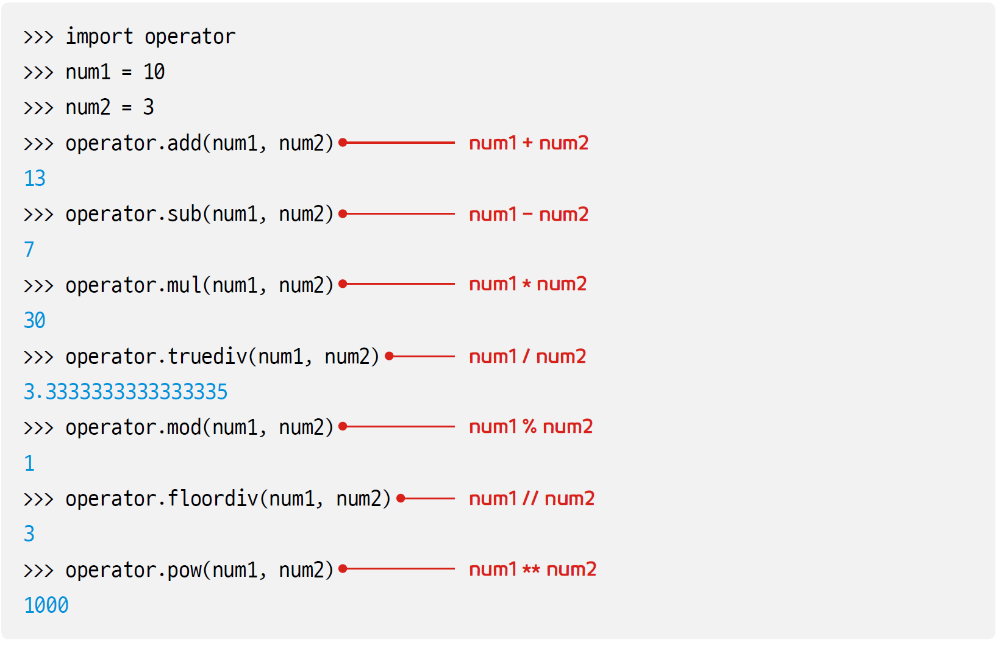 >>> import operator
>>> num1 = 10
>>> num2 = 3
>>> operator.add(num1, num2) num1 + num2
13
>>> operator.sub(num1, num2) num1 - num2
7
>>> operator.mul(num1, num2) num1 * num2
30
>>> operator.truediv(num1, num2) num1 / num2
3.3333333333333335
>>> operator.mod(num1, num2) num1 % num2
1
>>> operator.floordiv(num1, num2) num1 // num2
3
>>> operator.pow(num1, num2) num1 ** num2
1000